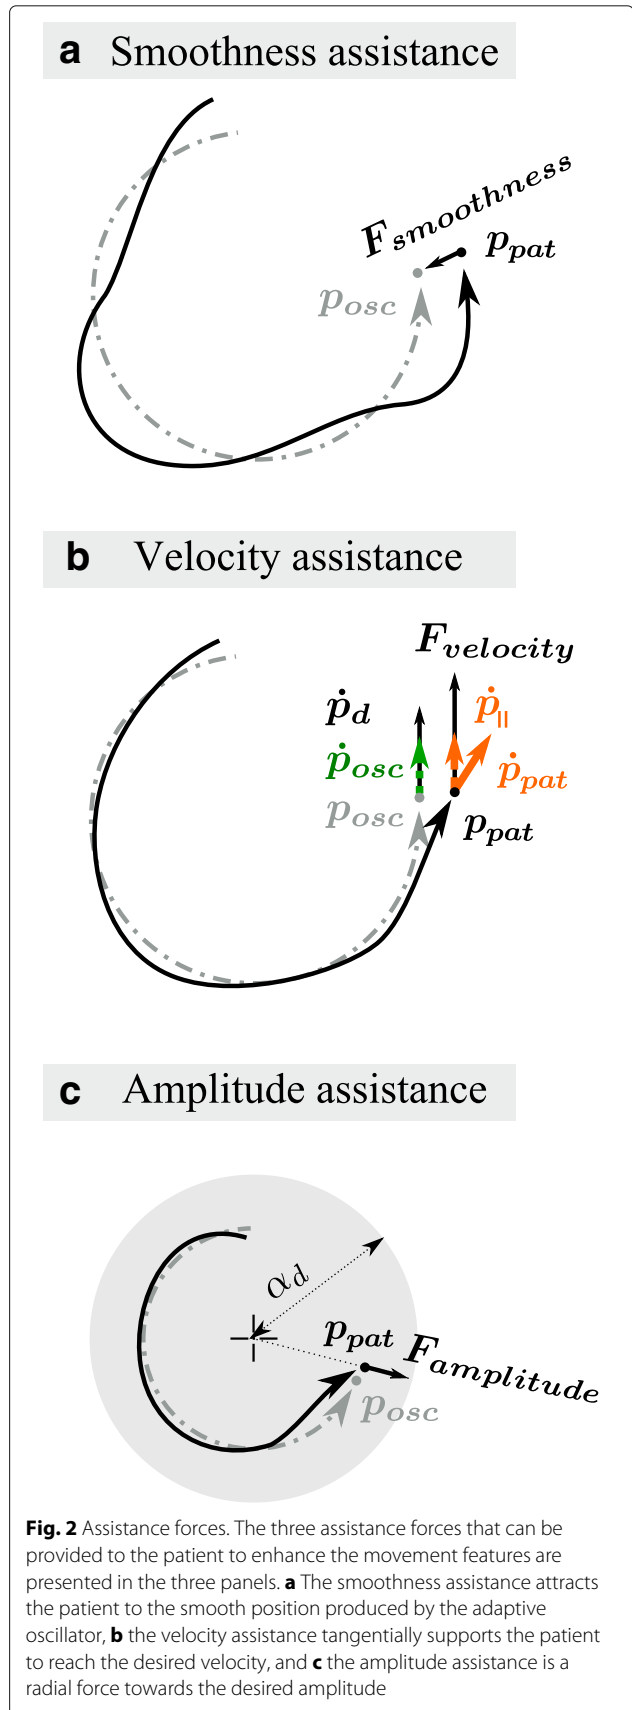 a Smoothness assistance
F_smoothness
p_pat
p_osc
b Velocity assistance
F_velocity
ṗ_d
ṗ_||
ṗ_osc
ṗ_pat
p_osc
p_pat
c Amplitude assistance
α_d
p_pat
F_amplitude
p_osc
Fig. 2 Assistance forces. The three assistance forces that can be
provided to the patient to enhance the movement features are
presented in the three panels. a The smoothness assistance attracts
the patient to the smooth position produced by the adaptive
oscillator, b the velocity assistance tangentially supports the patient
to reach the desired velocity, and c the amplitude assistance is a
radial force towards the desired amplitude